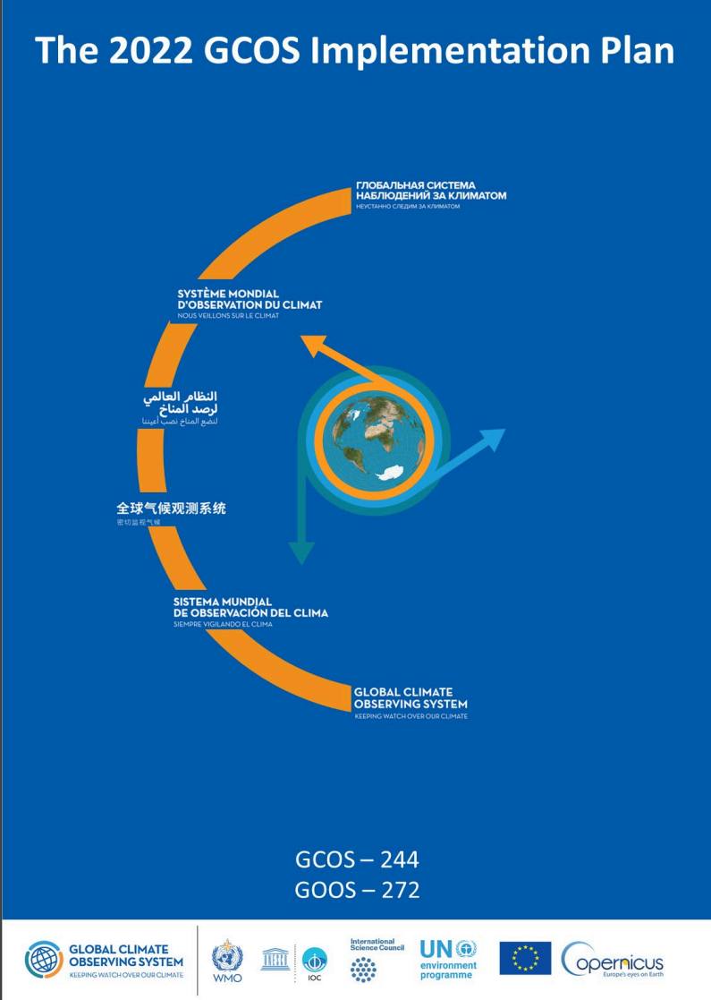 The 2022 GCOS Implementation Plan
ГЛОБАЛЬНАЯ СИСТЕМА
НАБЛЮДЕНИЙ ЗА КЛИМАТОМ
НЕУСТАННО СЛЕДИМ ЗА КЛИМАТОМ
SYSTÈME MONDIAL
D'OBSERVATION DU CLIMAT
NOUS VEILLONS SUR LE CLIMAT
النظام العالمي
لرصد المناخ
لنضع المناخ نصب أعيننا
全球气候观测系统
密切监视气候
SISTEMA MUNDIAL
DE OBSERVACIÓN DEL CLIMA
SIEMPRE VIGILANDO EL CLIMA
GLOBAL CLIMATE
OBSERVING SYSTEM
KEEPING WATCH OVER OUR CLIMATE
GCOS – 244
GOOS – 272
GLOBAL CLIMATE
OBSERVING SYSTEM
KEEPING WATCH OVER OUR CLIMATE
WMO
IOC
International
Science Council
UN
environment
programme
opernicus
Europe's eyes on Earth